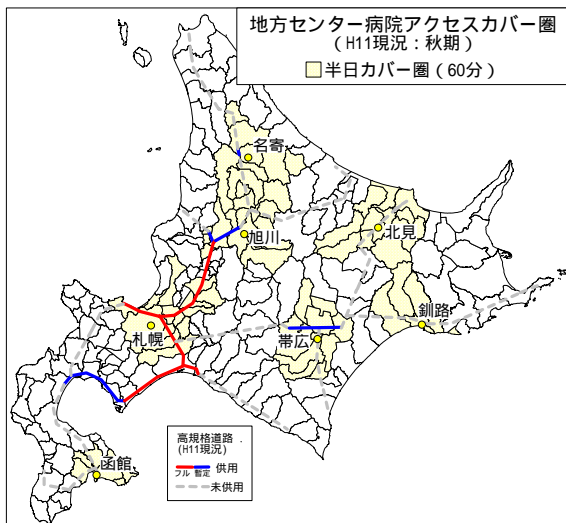 地方センター病院アクセスカバー圏
（H11現況：秋期）
半日カバー圏（60分）
名寄
旭川
北見
釧路
帯広
札幌
函館
高規格道路．
(H11現況)
フル 暫定 供用
未供用